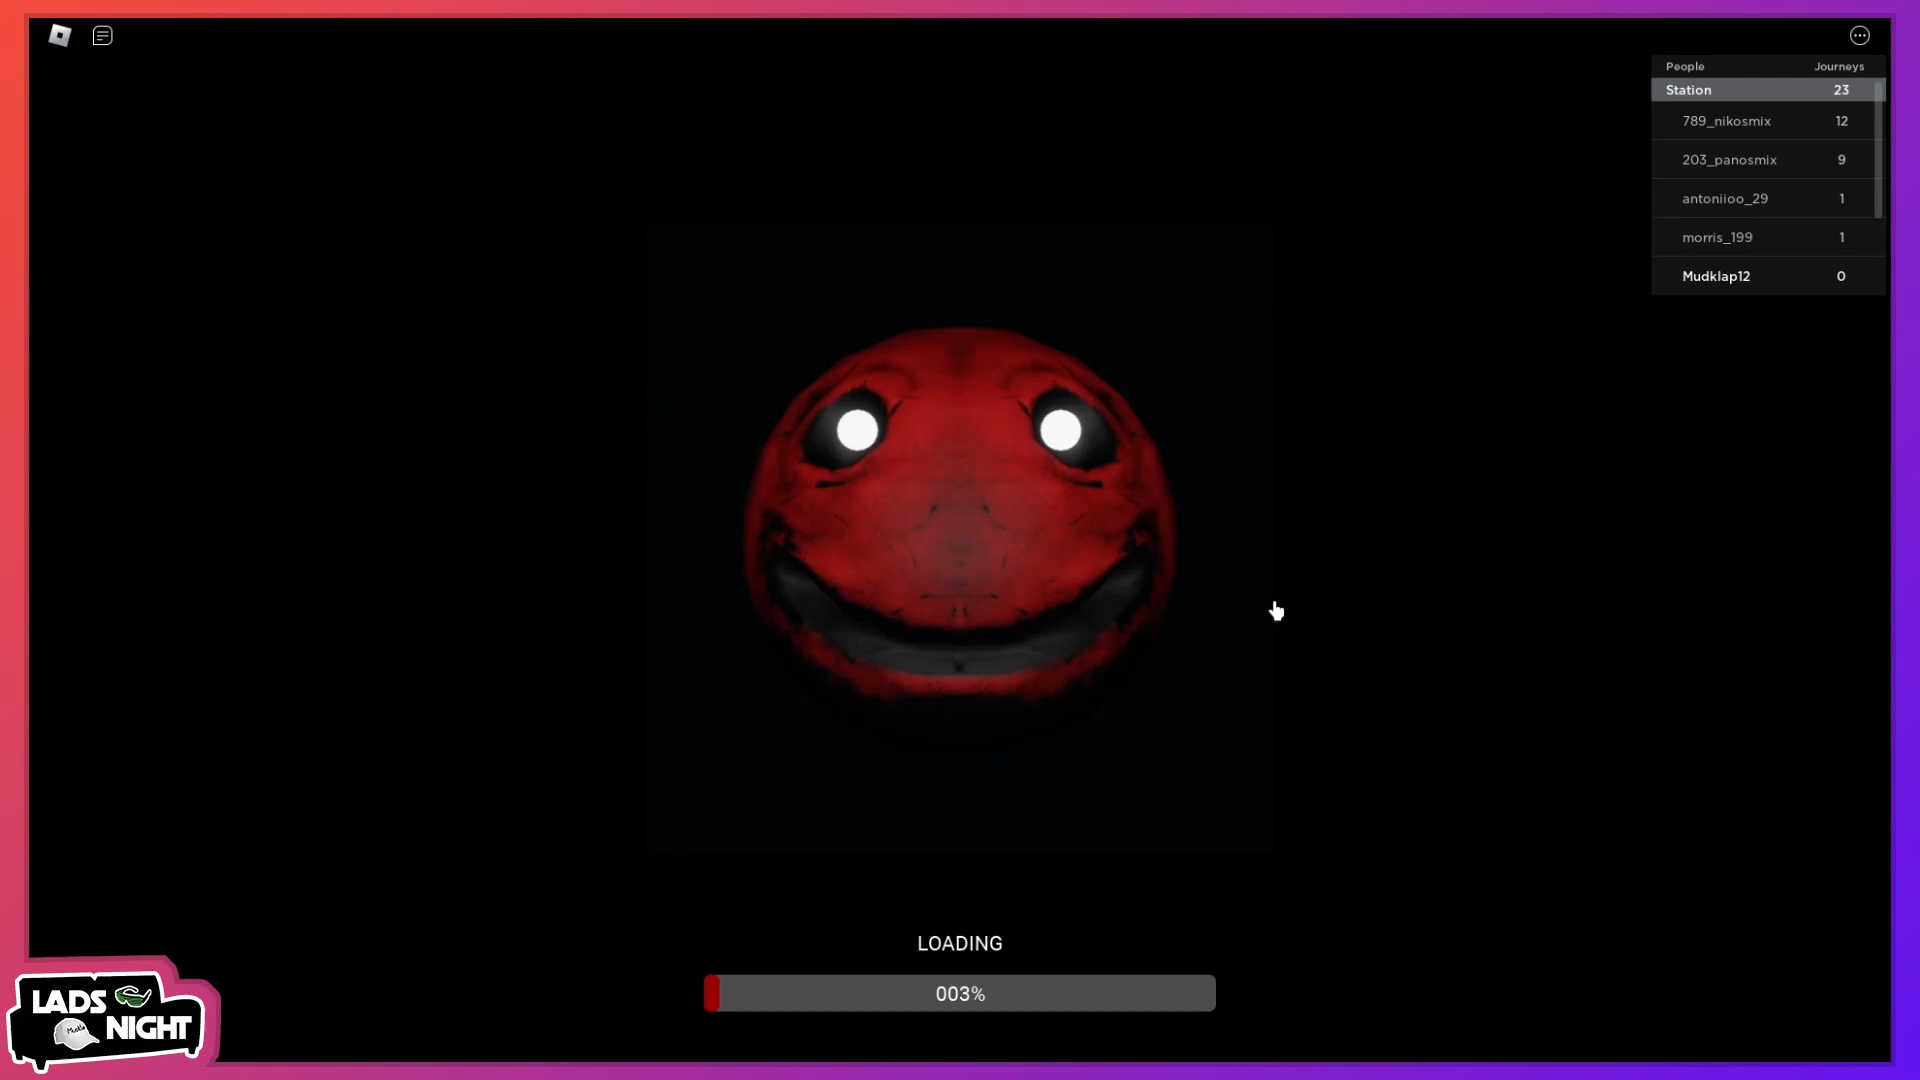 People Journeys
Station 23
789_nikosmix 12
203_panosmix 9
antoniioo_29 1
morris_199 1
Mudklap12 0
LOADING
003%
LADS
NIGHT